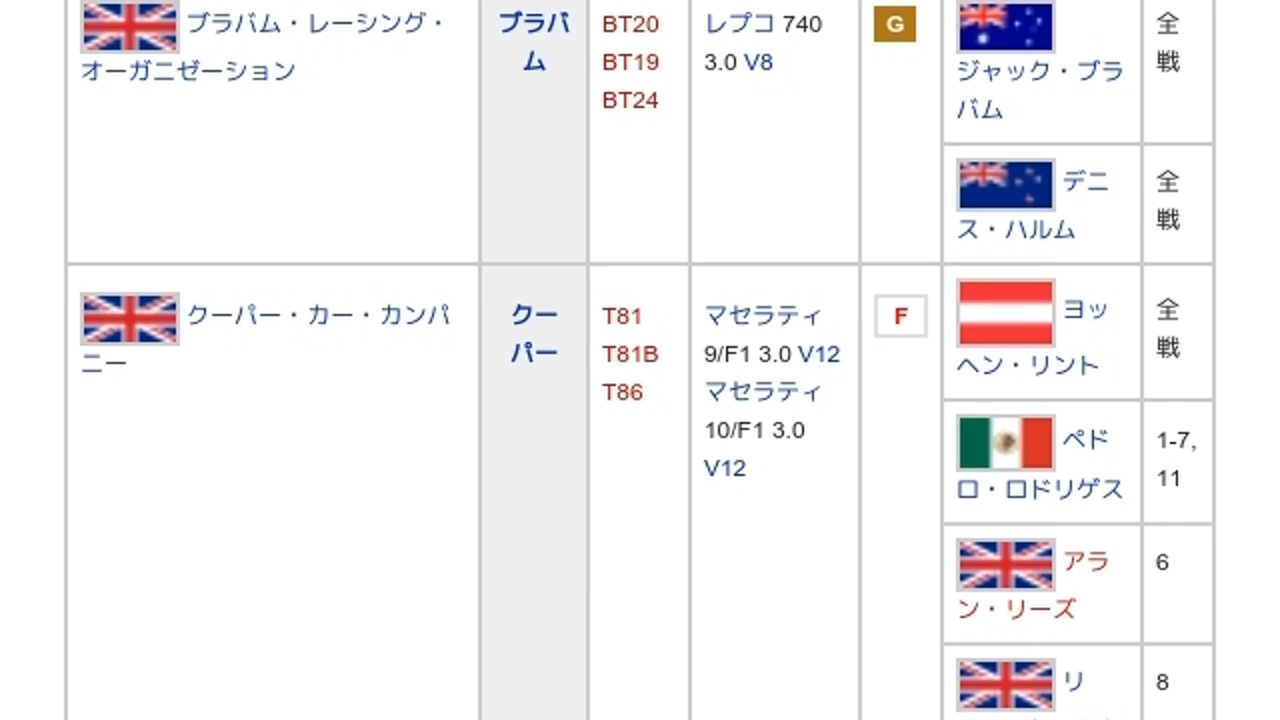 ブラバム・レーシング・
オーガニゼーション
ブラバ
ム
BT20
BT19
BT24
レプコ 740
3.0 V8
G
ジャック・ブラ
バム
全
戦
デニ
ス・ハルム
全
戦
クーパー・カー・カンパ
ニー
クー
パー
T81
T81B
T86
マセラティ
9/F1 3.0 V12
マセラティ
10/F1 3.0
V12
F
ヨッ
ヘン・リント
全
戦
ペド
ロ・ロドリゲス
1-7,
11
アラ
ン・リーズ
6
リ
8